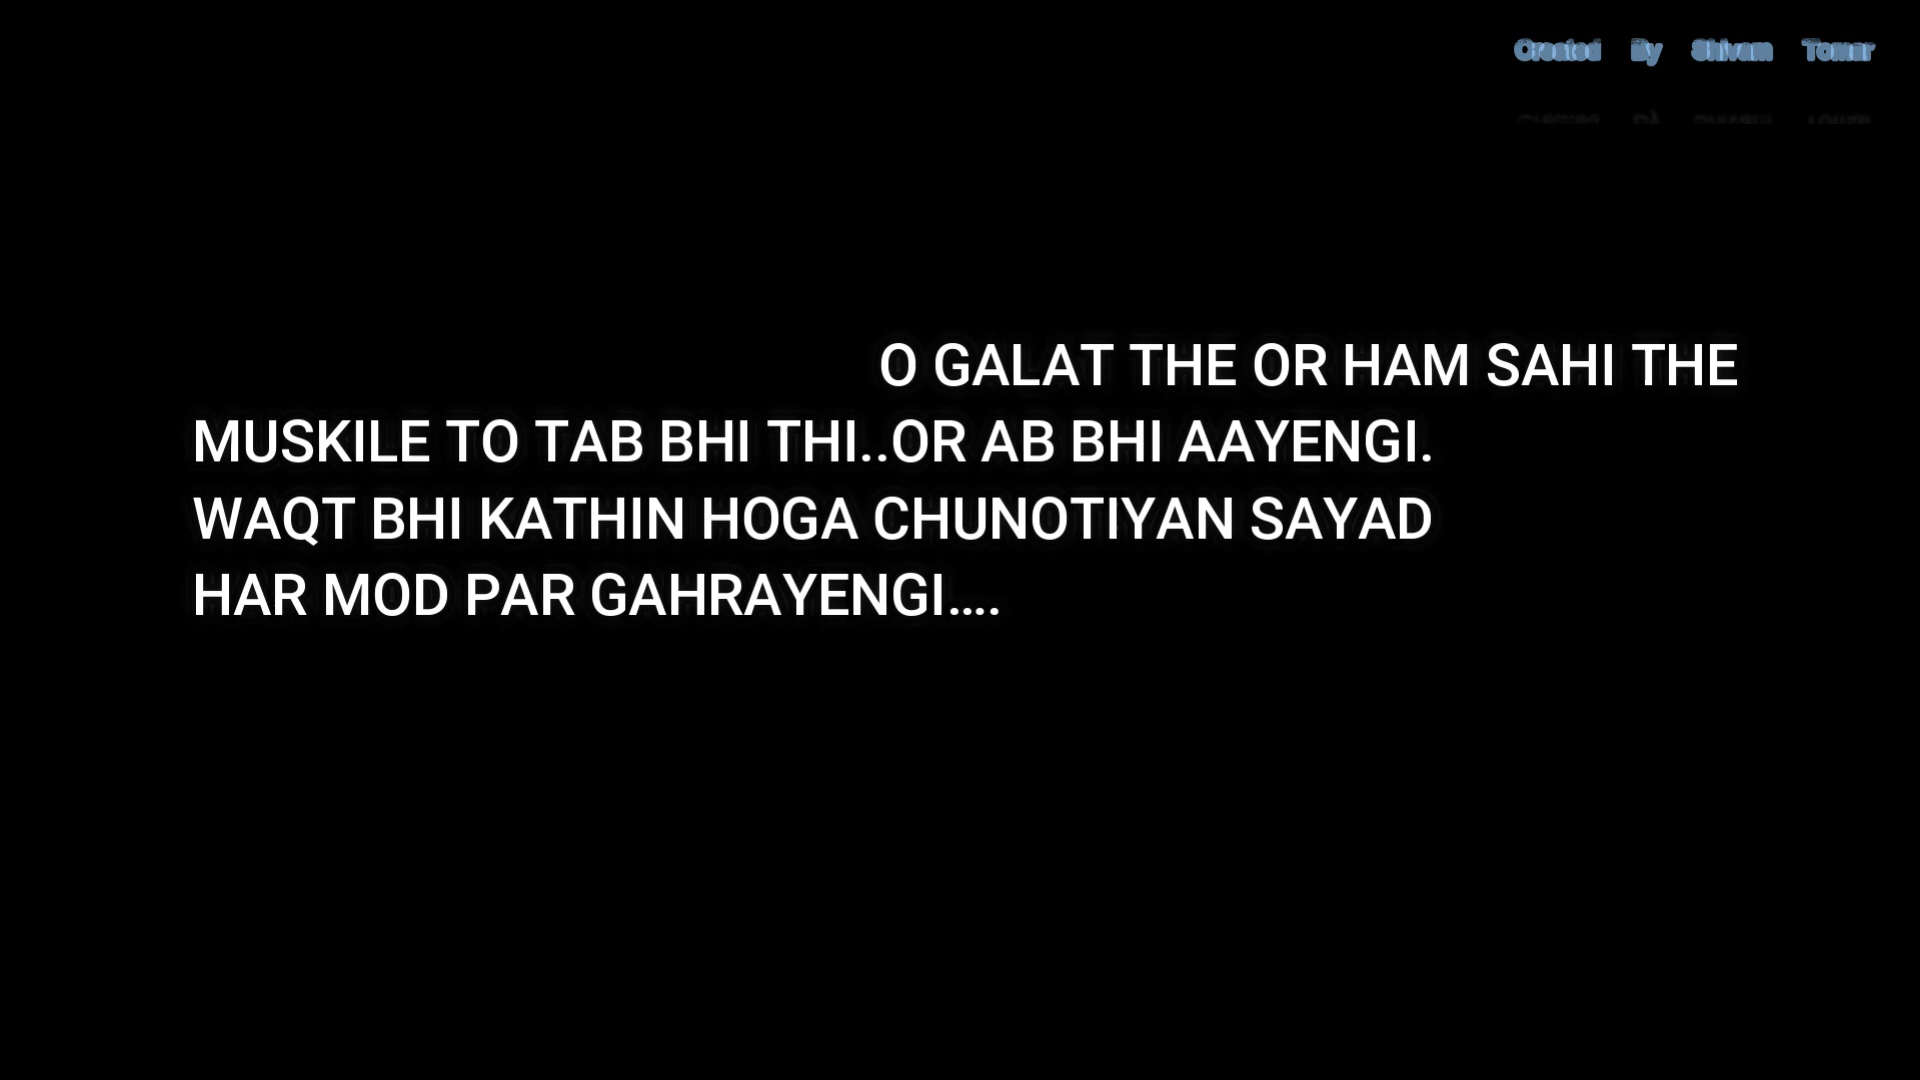 Created By Shivam Tomar
O GALAT THE OR HAM SAHI THE
MUSKILE TO TAB BHI THI..OR AB BHI AAYENGI.
WAQT BHI KATHIN HOGA CHUNOTIYAN SAYAD
HAR MOD PAR GAHRAYENGI....